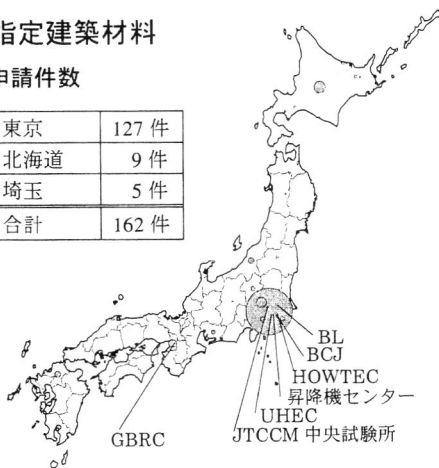 指定建築材料
申請件数
東京 127 件
北海道 9 件
埼玉 5 件
合計 162 件
BL
BCJ
HOWTEC
昇降機センター
UHEC
JTCCM 中央試験所
GBRC